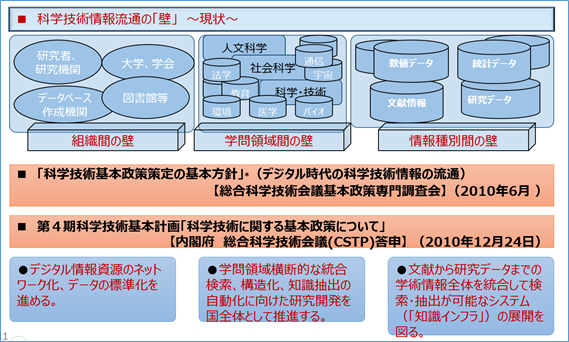 ■ 科学技術情報流通の「壁」 ～現状～
研究者、
研究機関
大学、学会
データベース
作成機関
図書館等
組織間の壁
人文科学
通信
法学
社会科学
宇宙
教育
科学・技術
環境
医学
バイオ
学問領域間の壁
数値データ
統計データ
文献情報
研究データ
情報種別間の壁
■ 「科学技術基本政策策定の基本方針」*（デジタル時代の科学技術情報の流通）
【総合科学技術会議基本政策専門調査会】（2010年6月 ）
■ 第４期科学技術基本計画「科学技術に関する基本政策について」
【内閣府 総合科学技術会議(CSTP)答申】（2010年12月24日）
●デジタル情報資源のネット
ワーク化、データの標準化を
進める。
●学問領域横断的な統合
検索、構造化、知識抽出の
自動化に向けた研究開発を
国全体として推進する。
●文献から研究データまでの
学術情報全体を統合して検
索・抽出が可能なシステム
（「知識インフラ」）の展開を
図る。
1